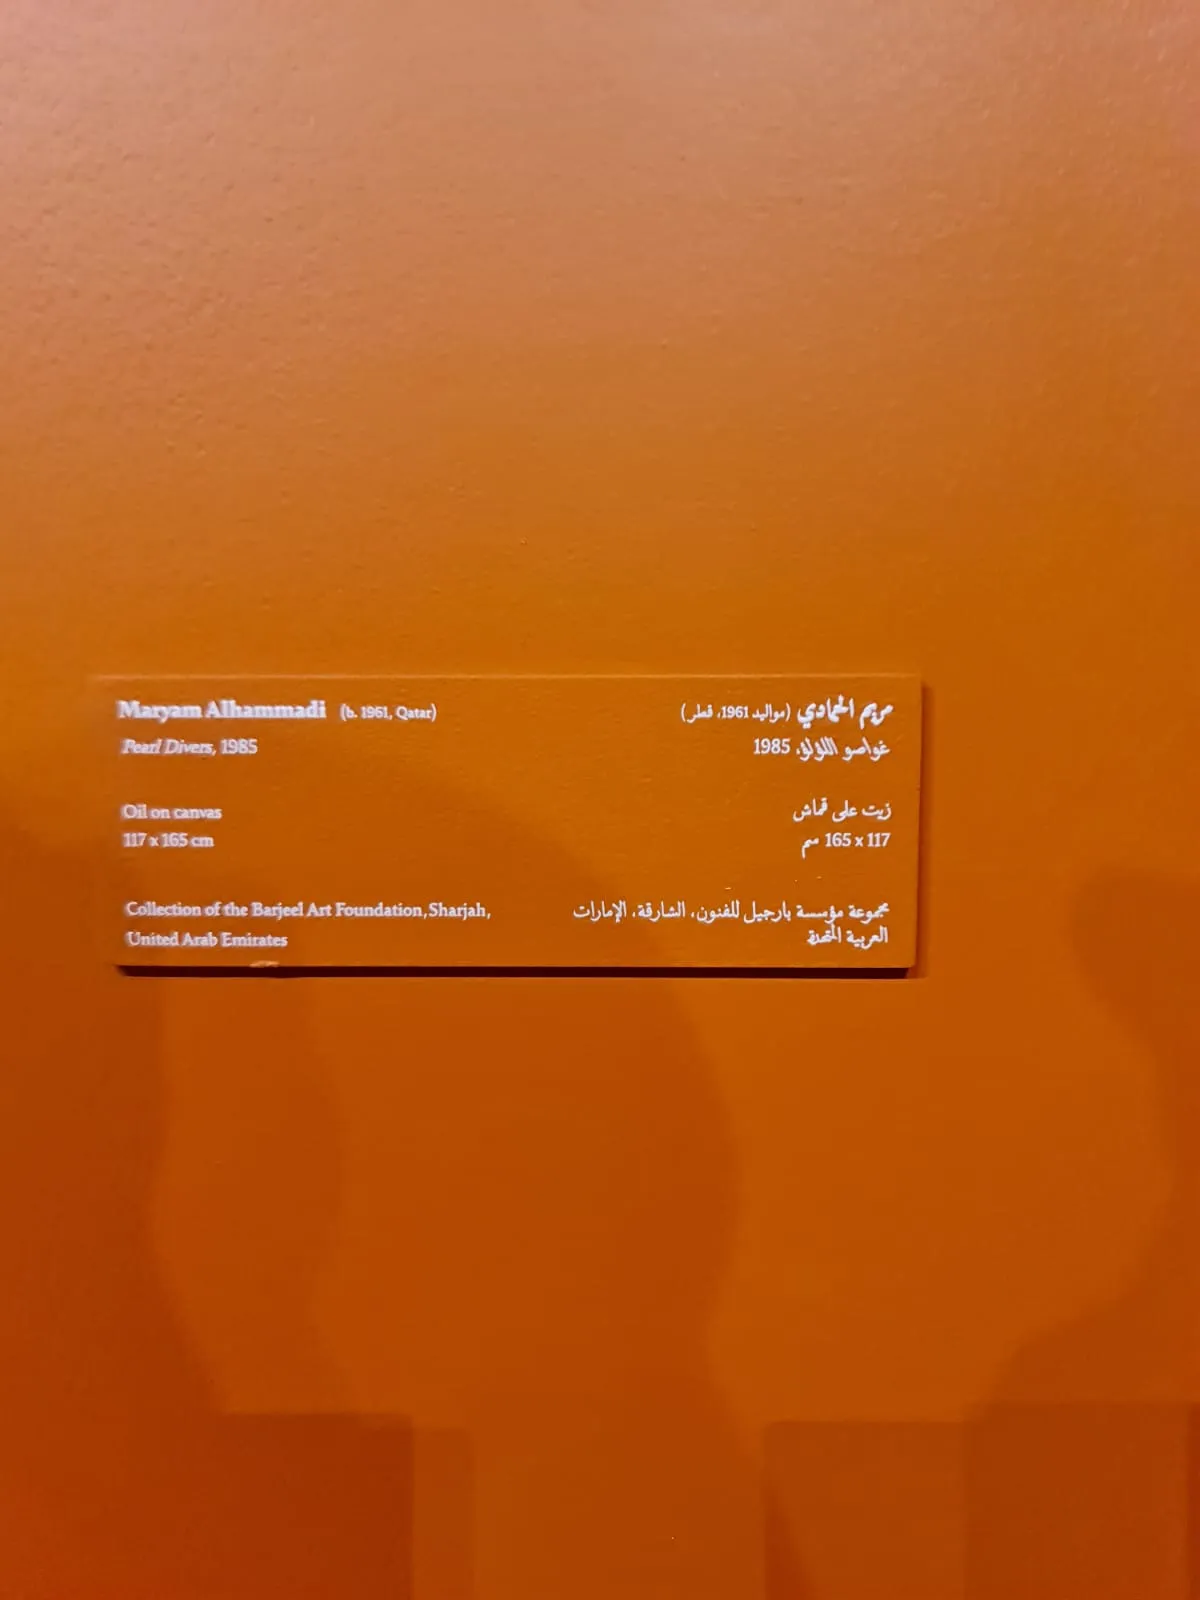 Maryam Alhammadi (b. 1961, Qatar)
Pearl Divers, 1985
Oil on canvas
117 x 165 cm
Collection of the Barjeel Art Foundation, Sharjah,
United Arab Emirates
مريم الحمادي (مواليد 1961، قطر)
غواصو اللؤلؤ، 1985
زيت على قماش
117 x 165 سم
مجموعة مؤسسة بارجيل للفنون، الشارقة، الإمارات
العربية المتحدة